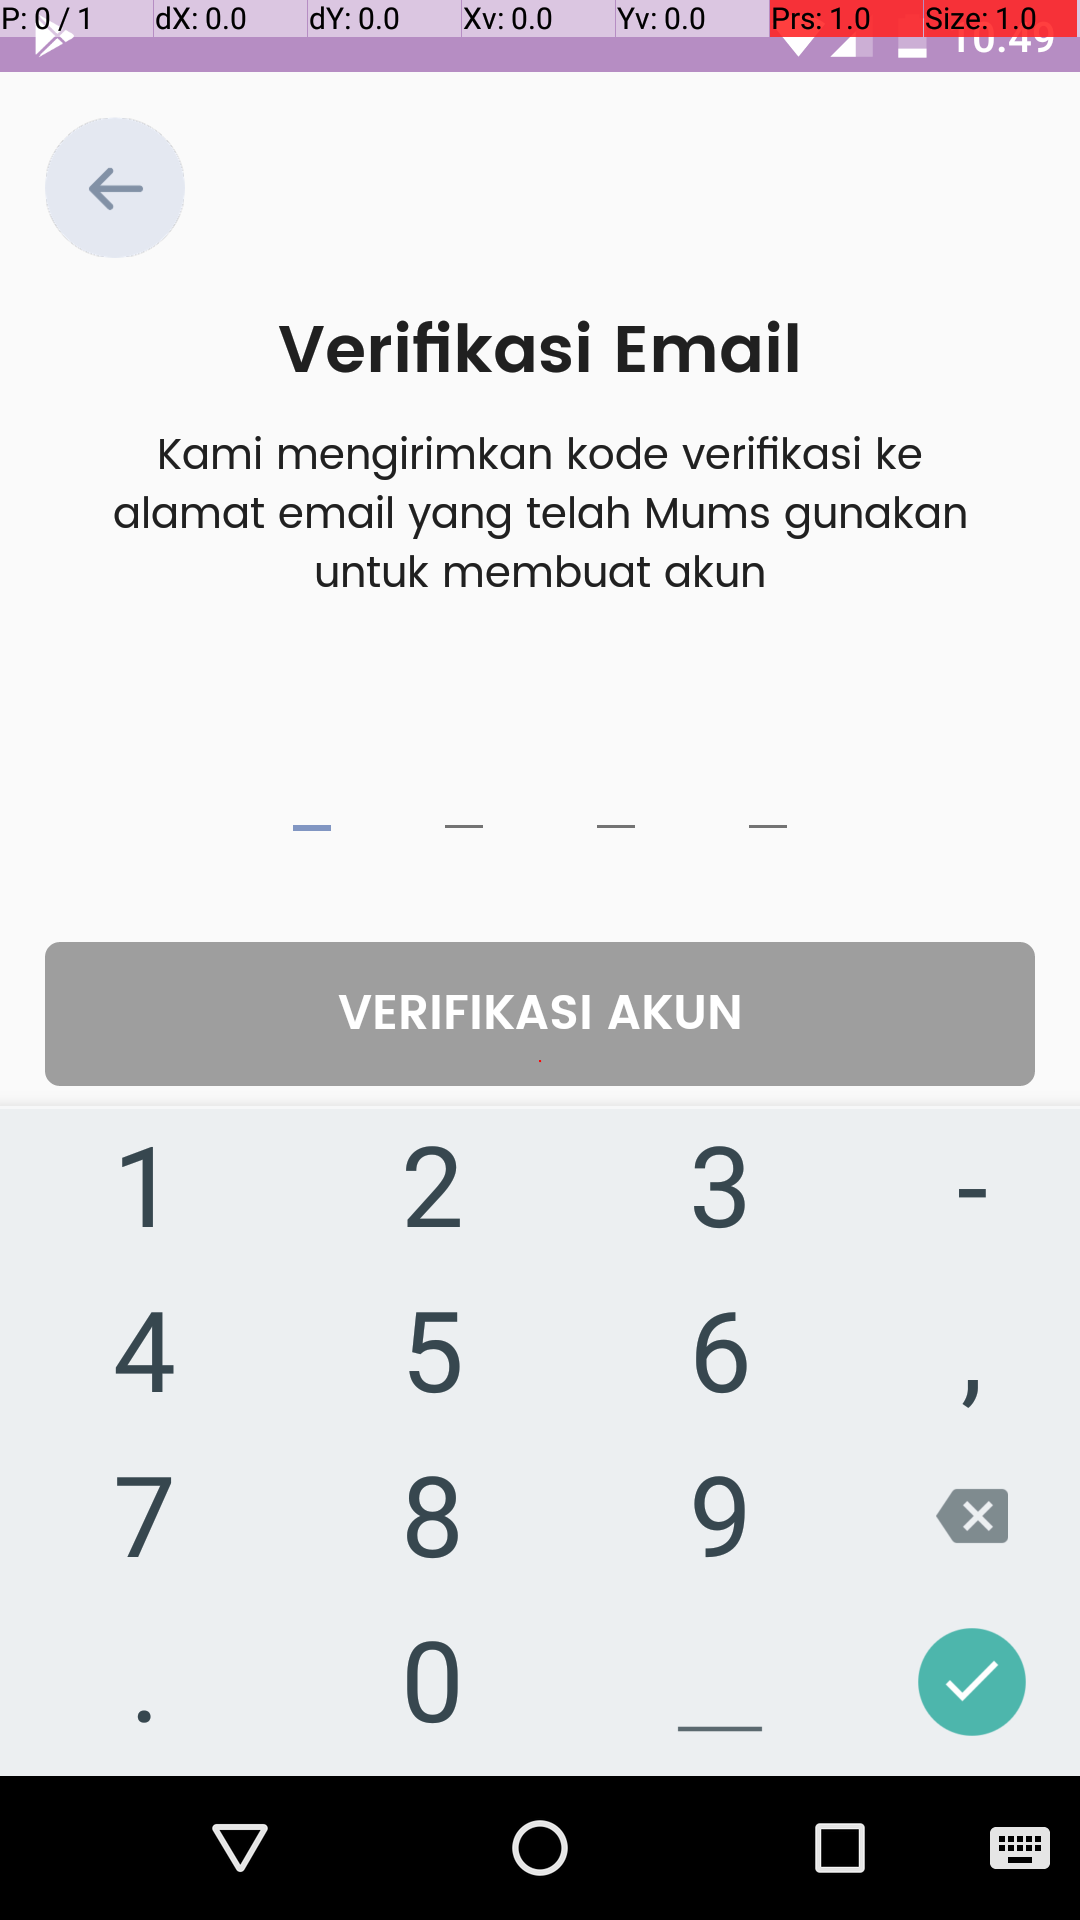 P: 0 / 1 dX: 0.0 dY: 0.0 Xv: 0.0 Yv: 0.0 Prs: 1.0 Size: 1.0
10:49
Verifikasi Email
Kami mengirimkan kode verifikasi ke
alamat email yang telah Mums gunakan
untuk membuat akun
VERIFIKASI AKUN
1 2 3 -
4 5 6 ,
7 8 9
. 0